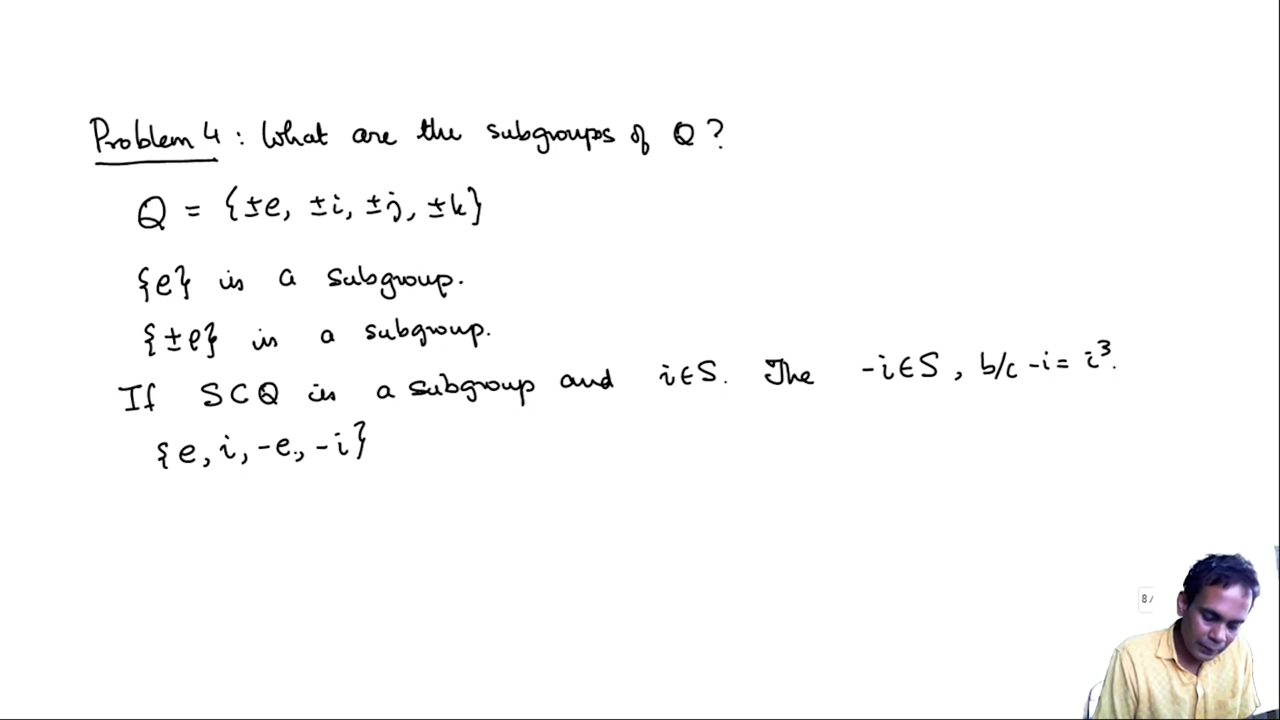 Problem 4 : What are the subgroups of Q ?
Q = {±e, ±i, ±j, ±k}
{e} is a subgroup.
{±e} is a subgroup.
If S⊂Q is a subgroup and i∈S. The -i∈S, b/c -i = i³.
{e, i, -e, -i}
8/